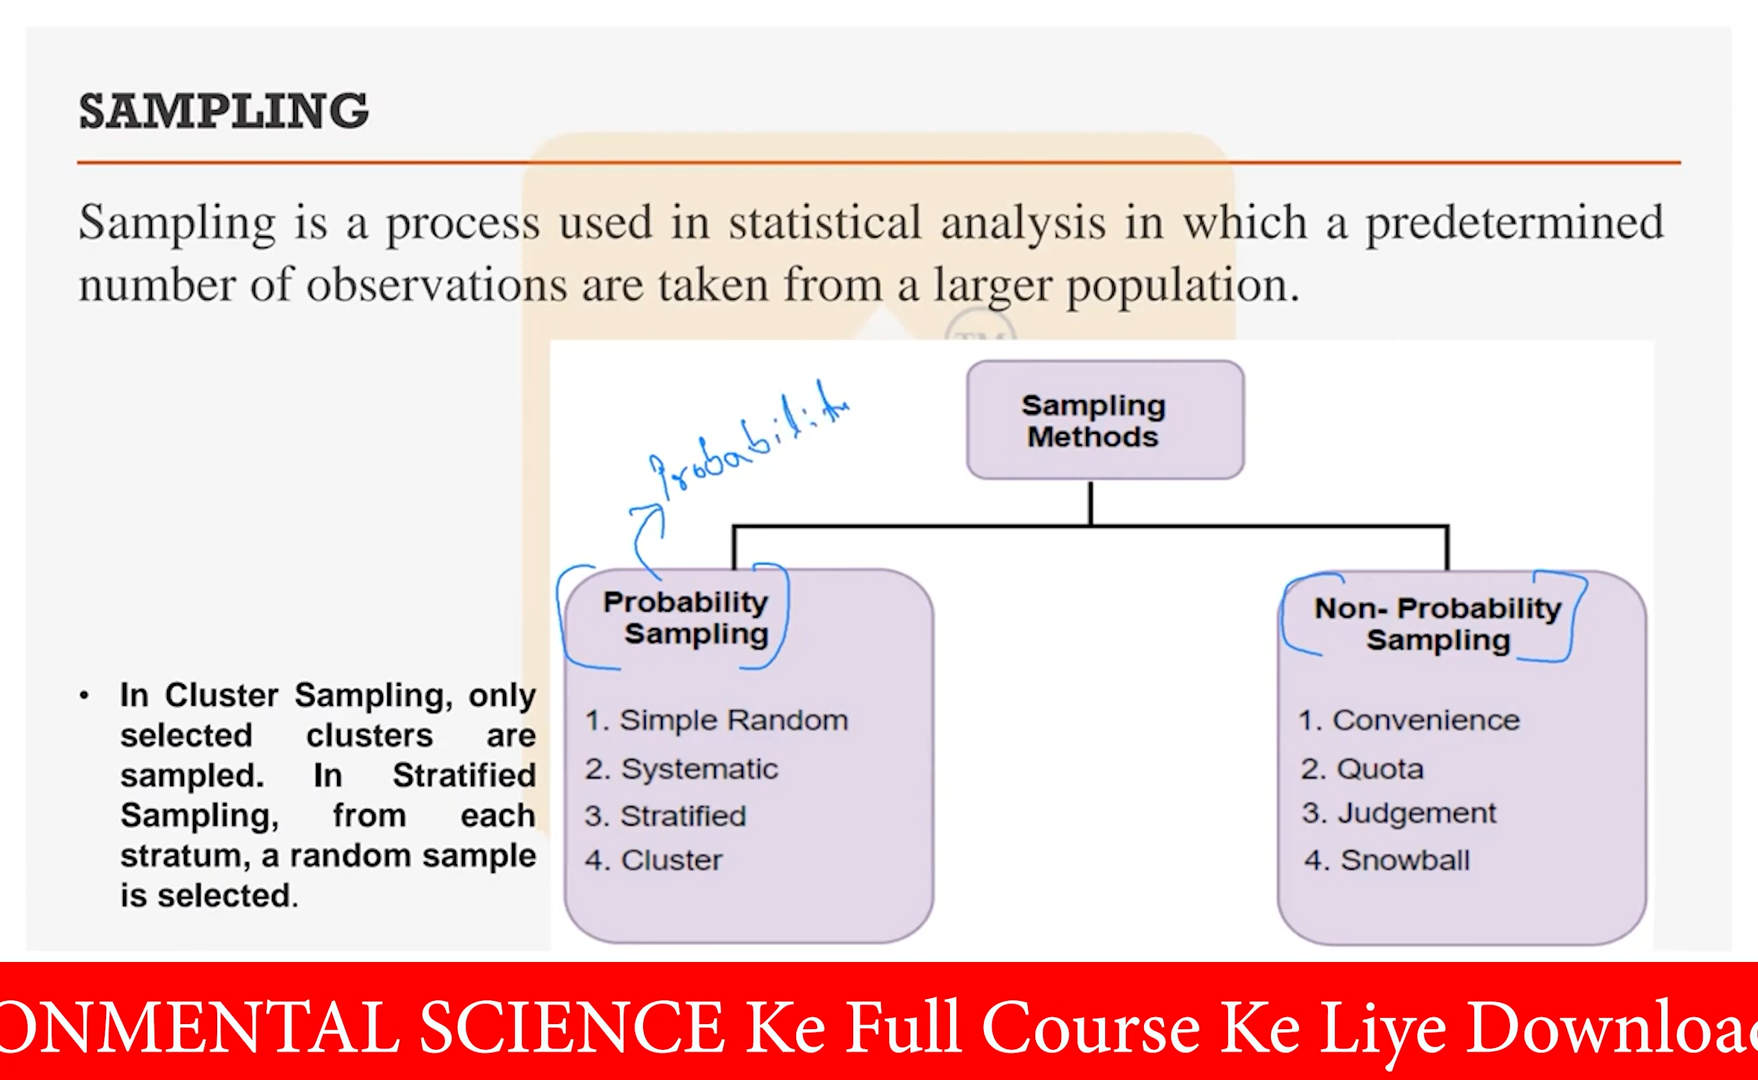 SAMPLING
Sampling is a process used in statistical analysis in which a predetermined
number of observations are taken from a larger population.
TM
Sampling
Methods
Probabilit
Probability
Sampling
1. Simple Random
2. Systematic
3. Stratified
4. Cluster
Non- Probability
Sampling
1. Convenience
2. Quota
3. Judgement
4. Snowball
• In Cluster Sampling, only
selected clusters are
sampled. In Stratified
Sampling, from each
stratum, a random sample
is selected.
ONMENTAL SCIENCE Ke Full Course Ke Liye Downloa